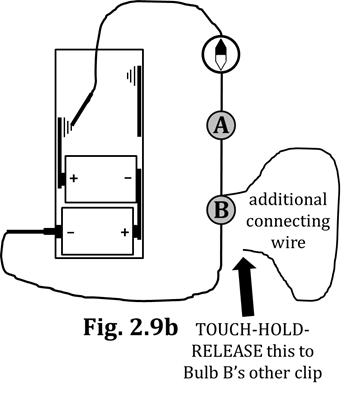 A
+ −
B
− +
additional
connecting
wire
Fig. 2.9b
TOUCH-HOLD-
RELEASE this to
Bulb B's other clip